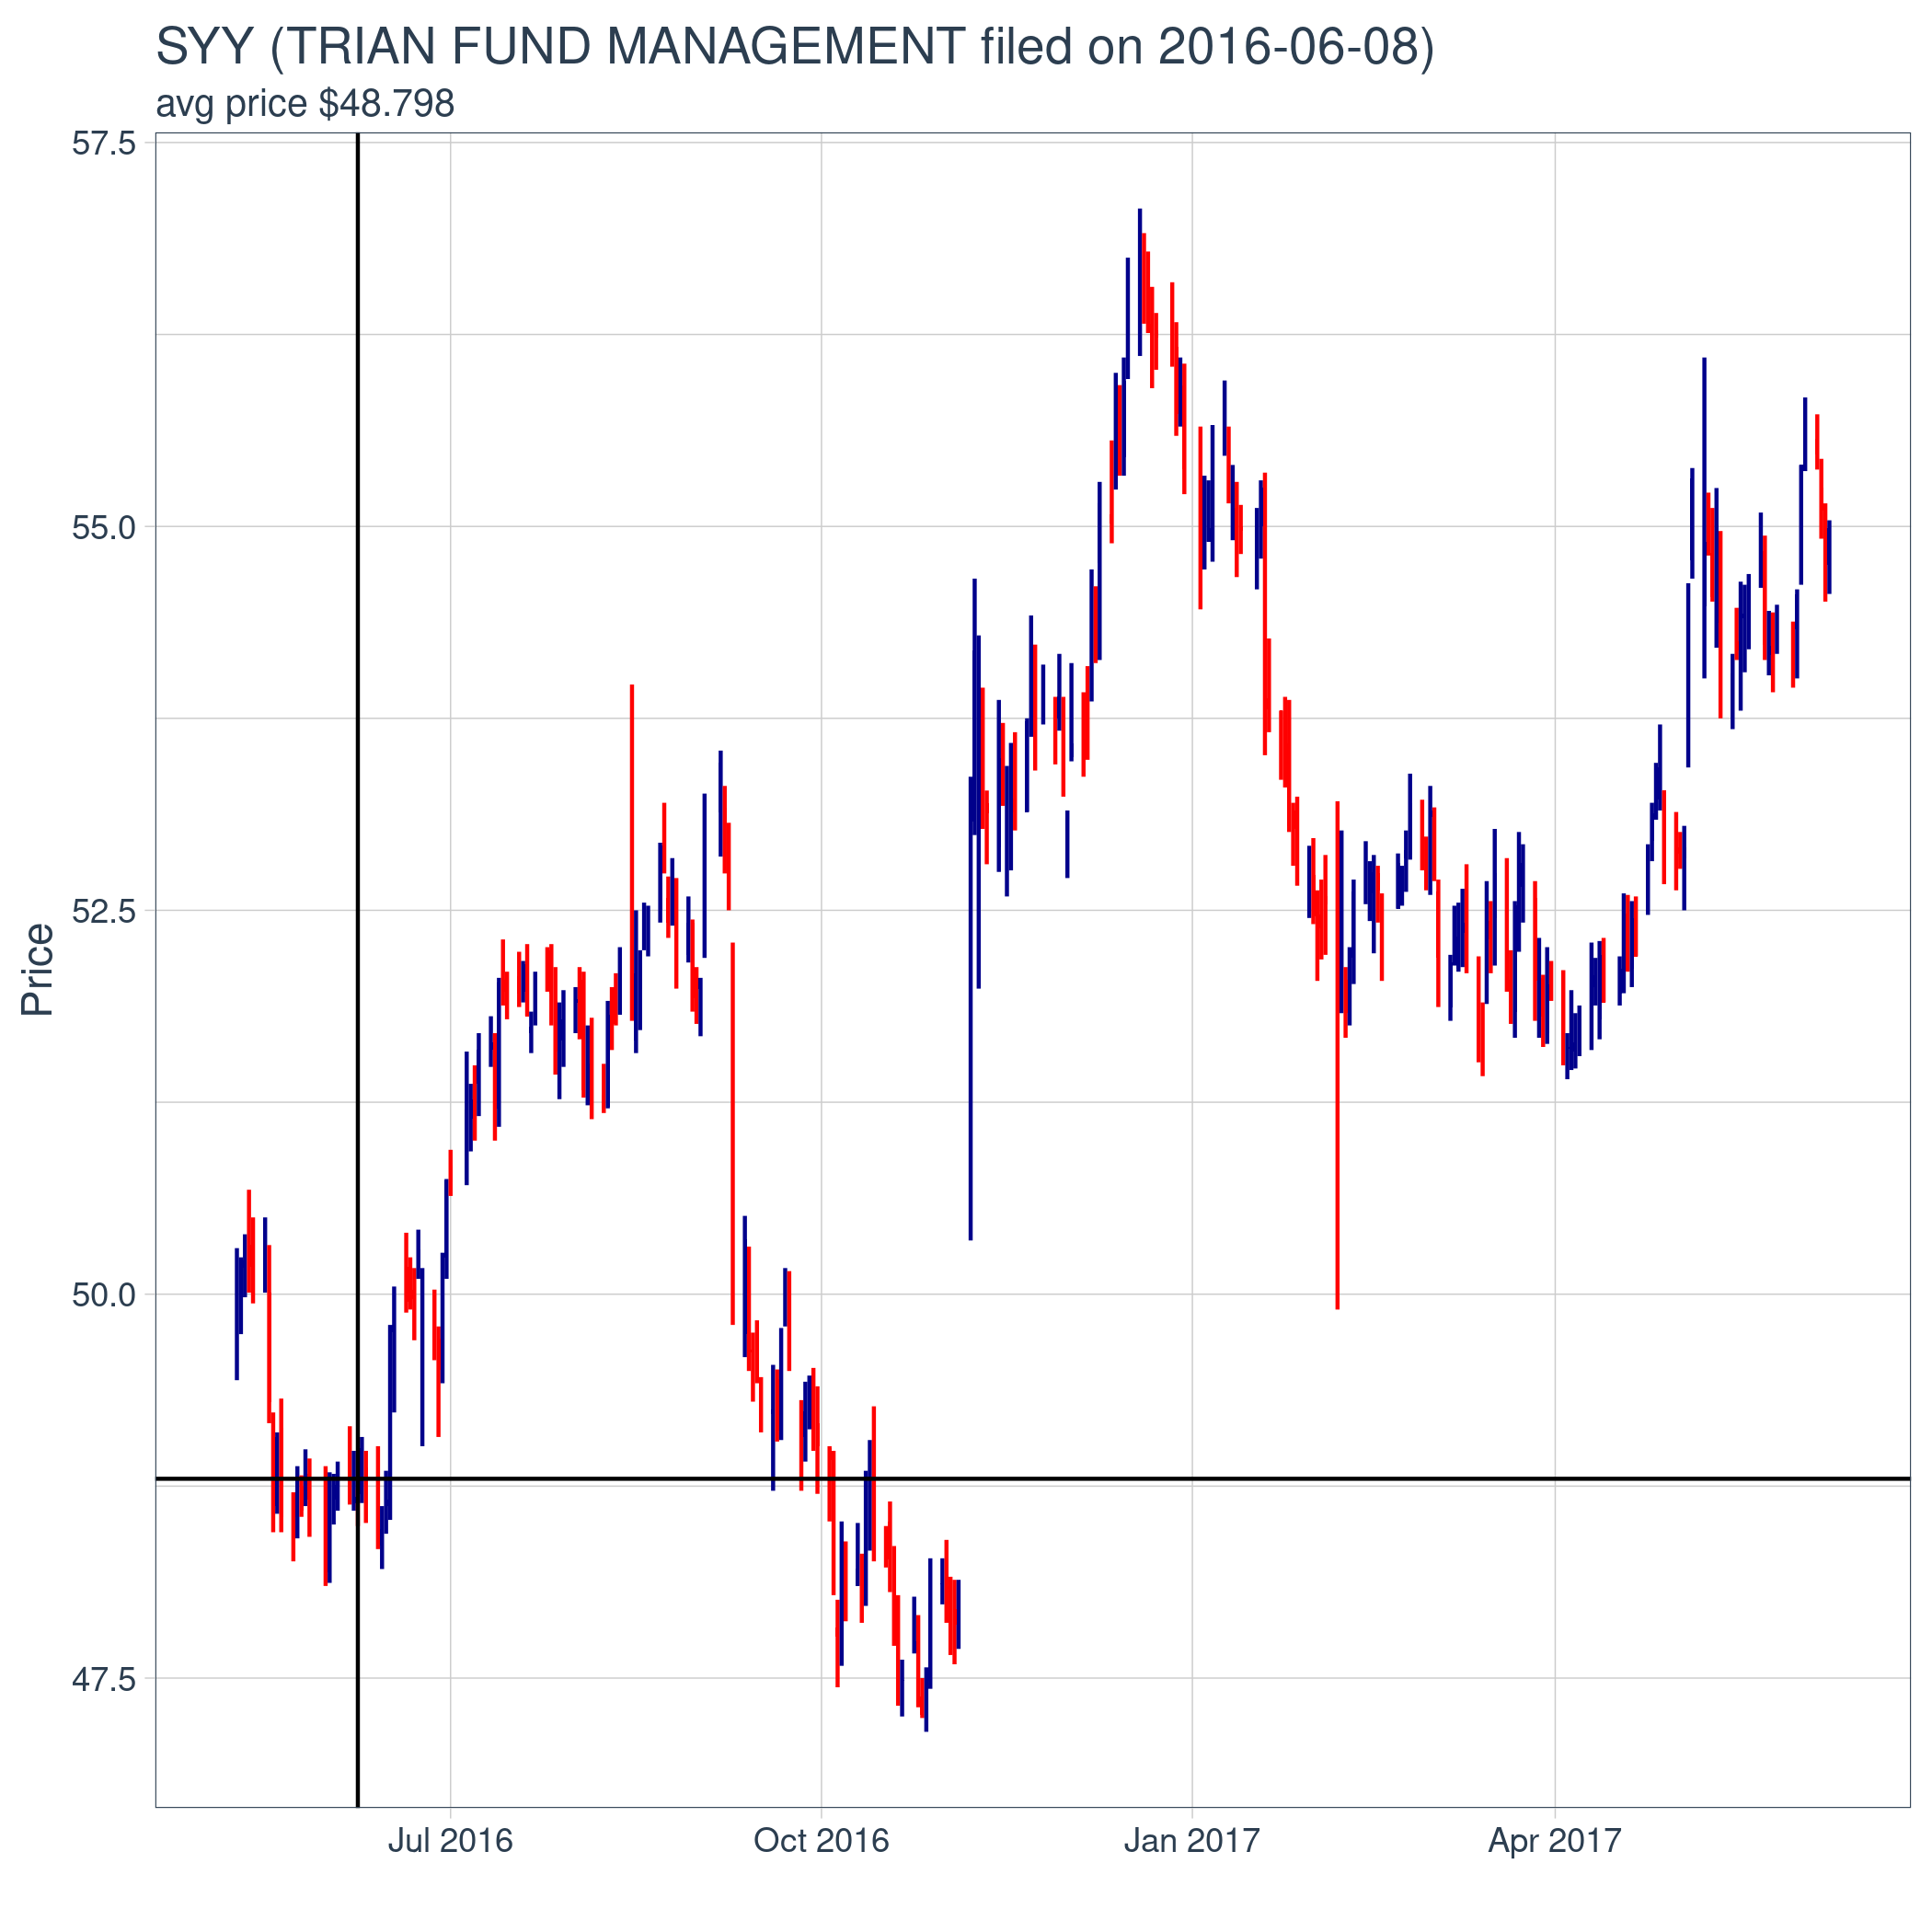 SYY (TRIAN FUND MANAGEMENT filed on 2016-06-08)
avg price $48.798
57.5
55.0
52.5
50.0
47.5
Price
Jul 2016
Oct 2016
Jan 2017
Apr 2017